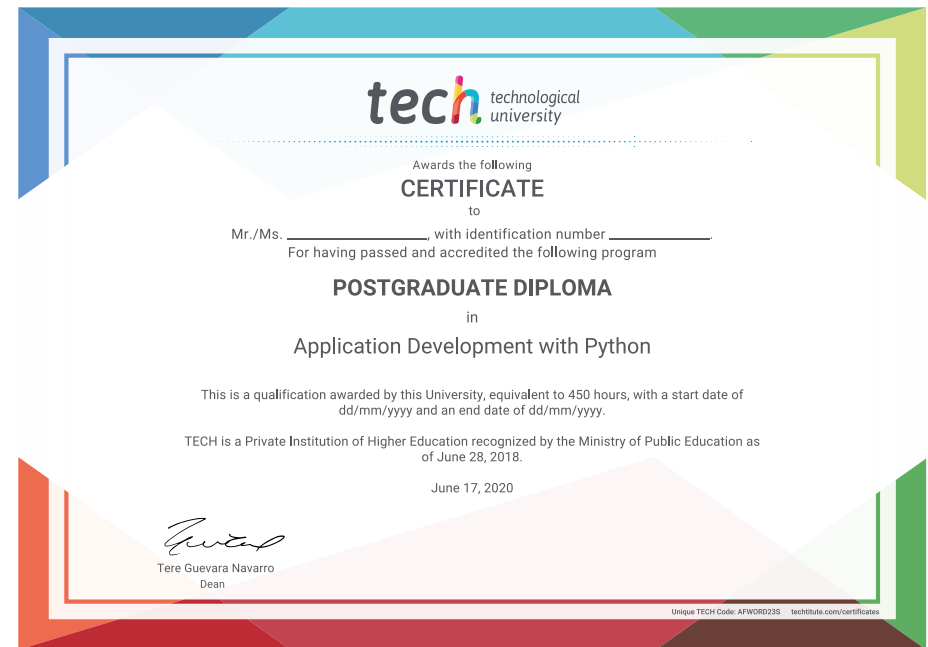 tech technological
university
Awards the following
CERTIFICATE
to
Mr./Ms. ____________________, with identification number ______________.
For having passed and accredited the following program
POSTGRADUATE DIPLOMA
in
Application Development with Python
This is a qualification awarded by this University, equivalent to 450 hours, with a start date of
dd/mm/yyyy and an end date of dd/mm/yyyy.
TECH is a Private Institution of Higher Education recognized by the Ministry of Public Education as
of June 28, 2018.
June 17, 2020
Tere Guevara Navarro
Dean
Unique TECH Code: AFWORD23S techtitute.com/certificates